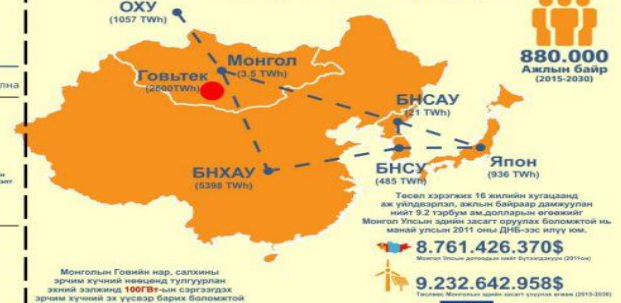 ОХУ
(1057 TWh)
Монгол
(3.5 TWh)
Говьтек
(2600TWh)
БНСАУ
(21 TWh)
БНХАУ
(5398 TWh)
БНСУ
(485 TWh)
Япон
(936 TWh)
880.000
Ажлын байр
(2015-2030)
Төсөл хэрэгжих 16 жилийн хугацаанд
аж үйлдвэрлэл, ажлын байраар дамжуулан
нийт 9.2 тэрбум ам.долларын өгөөжийг
Монгол Улсын эдийн засагт оруулах боломжтой нь
манай улсын 2011 оны ДНБ-ээс илүү юм.
8.761.426.370$
9.232.642.958$
Монголын Говийн нар, салхины
эрчим хүчний нөөцөнд тулгуурлан
эхний ээлжинд 100ГВт-ын сэргээгдэх
эрчим хүчний эх үүсвэр барих боломжтой